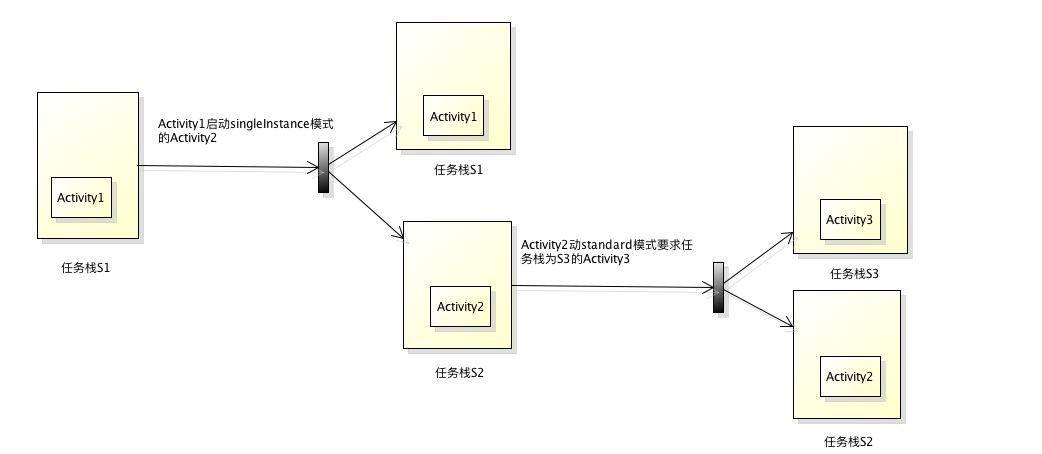 Activity1
任务栈S1
Activity1启动singleInstance模式
的Activity2
Activity1
任务栈S1
Activity2
任务栈S2
Activity2动standard模式要求任
务栈为S3的Activity3
Activity3
任务栈S3
Activity2
任务栈S2